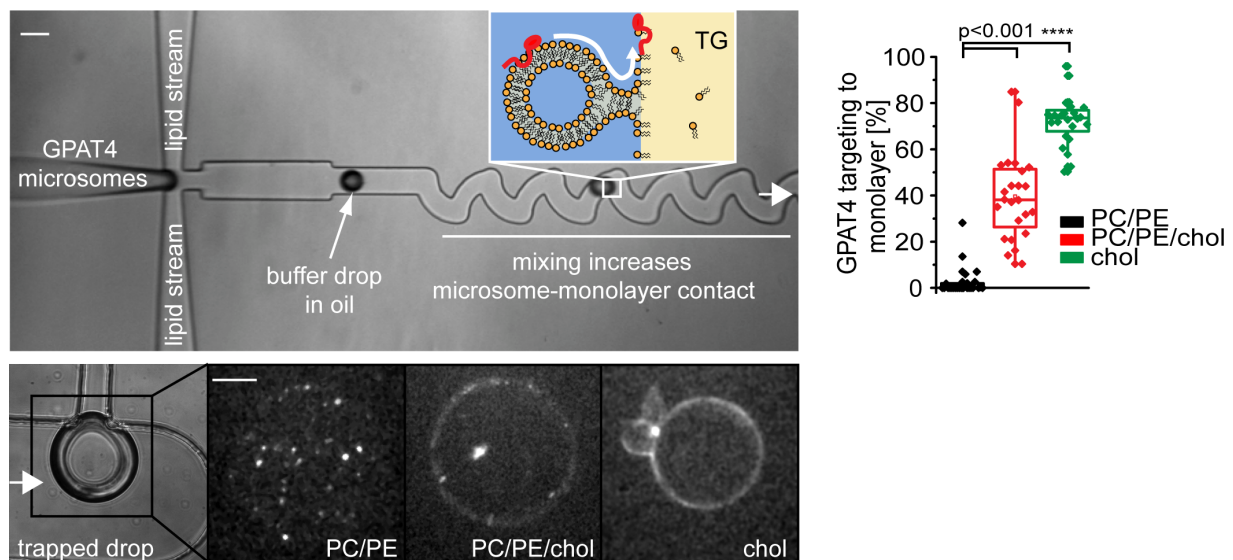 lipid stream
GPAT4
microsomes
lipid stream
buffer drop
in oil
TG
mixing increases
microsome-monolayer contact
trapped drop
PC/PE
PC/PE/chol
chol
p<0.001 ****
GPAT4 targeting to
monolayer [%]
100
80
60
40
20
0
PC/PE
PC/PE/chol
chol